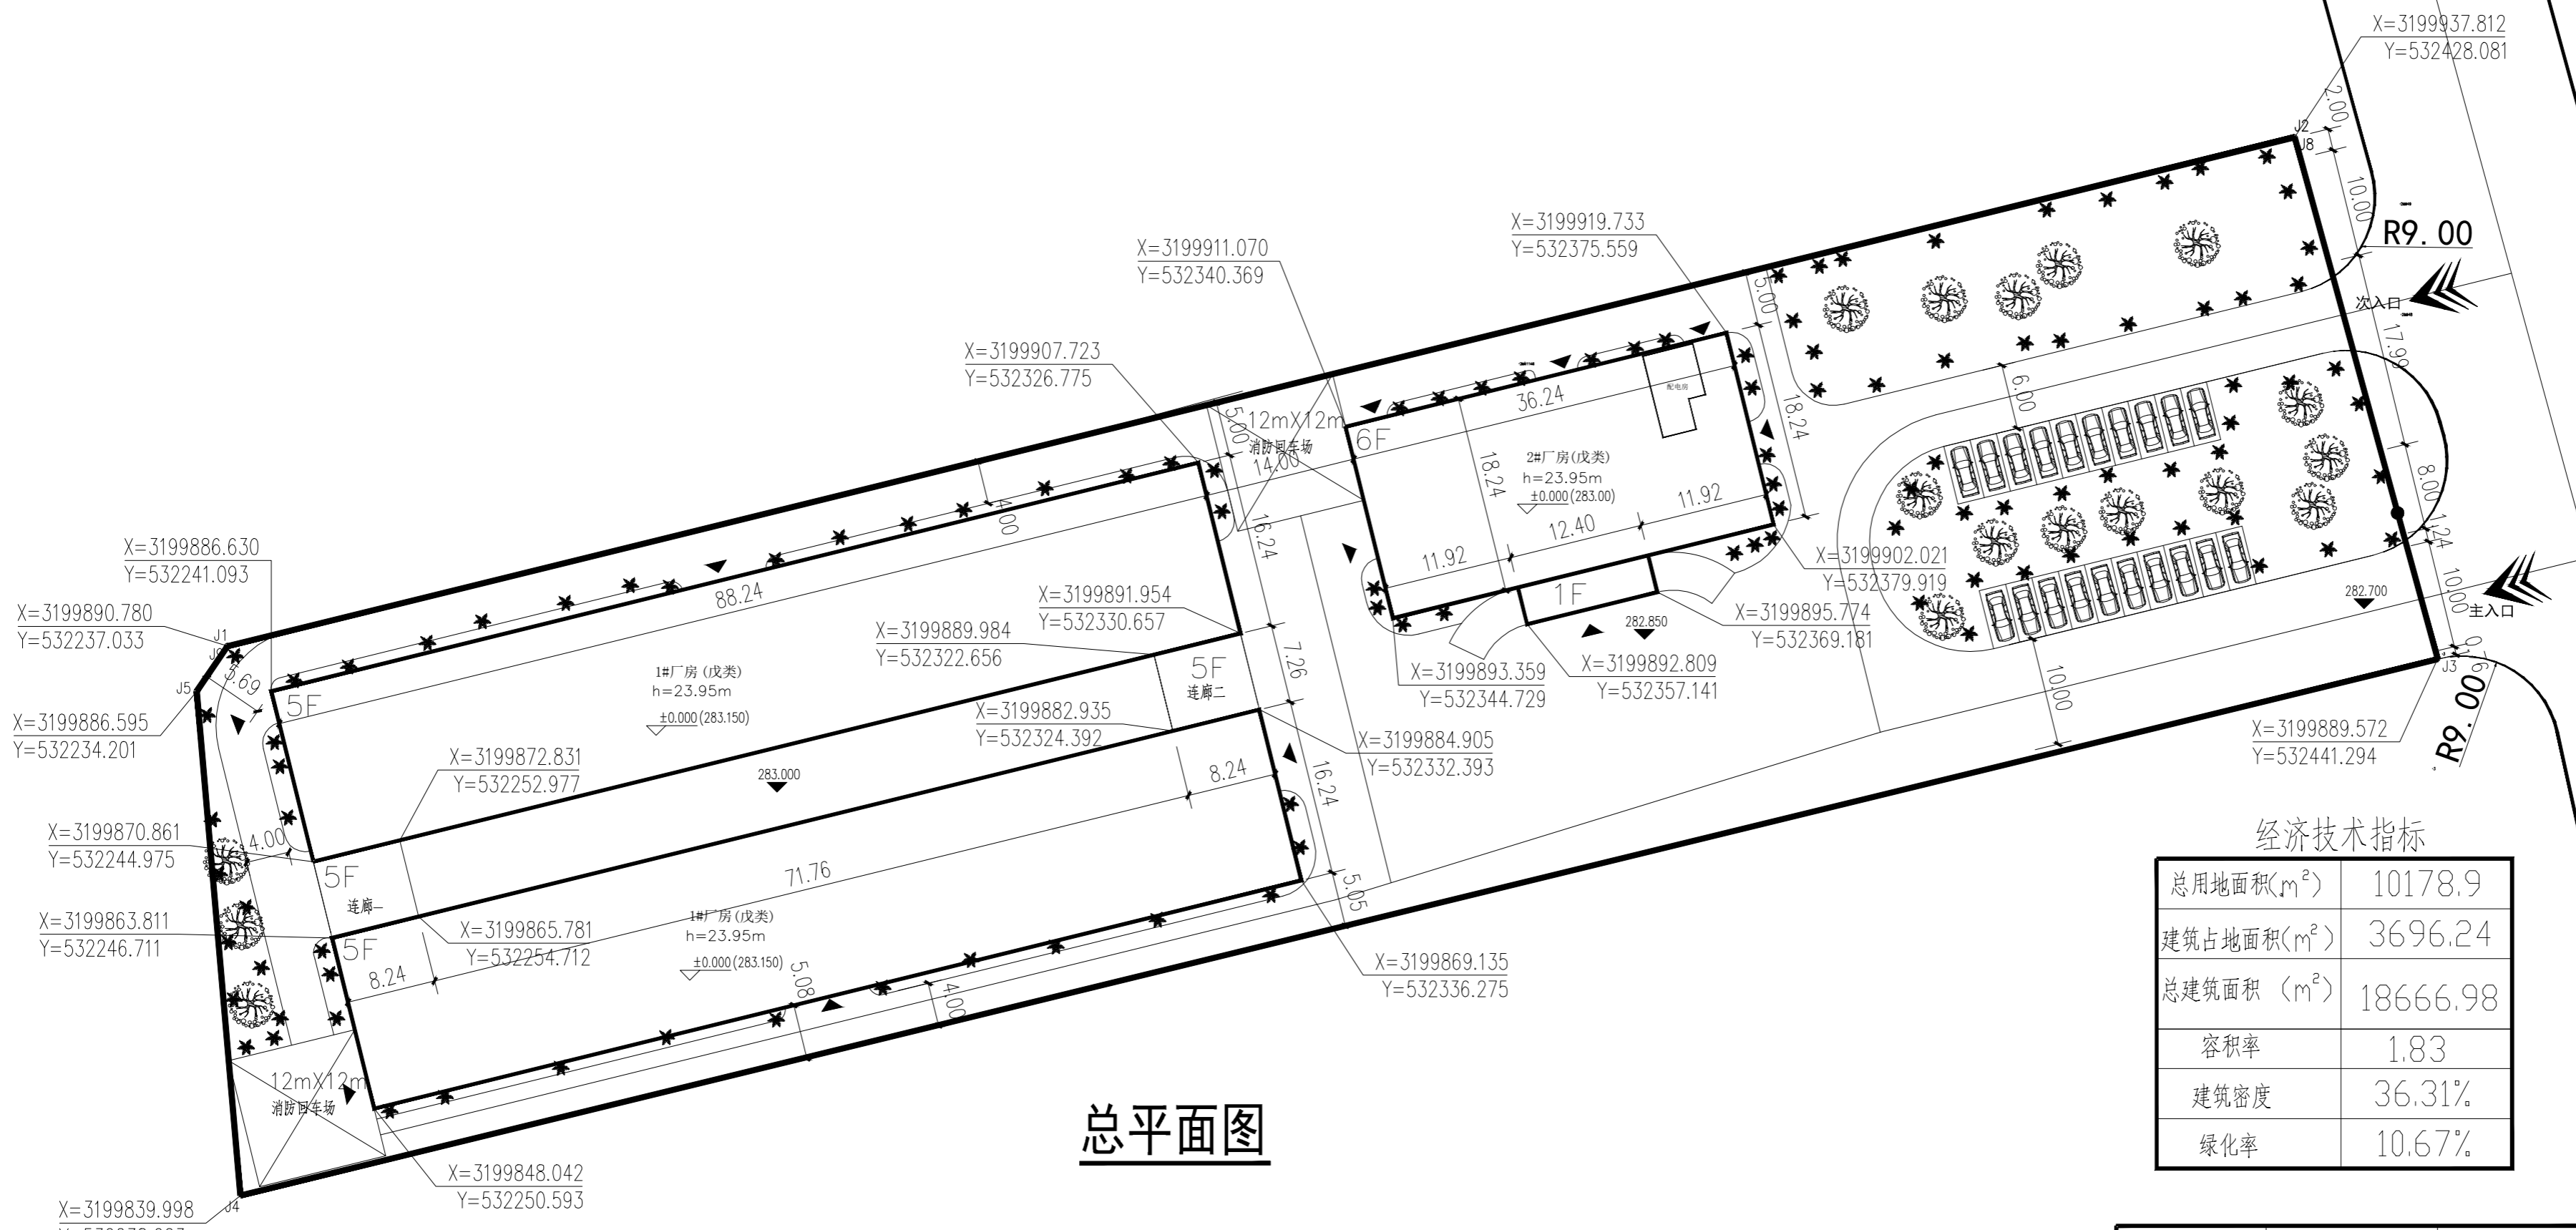 X=3199937.812
Y=532428.081
2.00
J2
J8
10.00
R9.00
次入口
17.99
X=3199919.733
Y=532375.559
X=3199911.070
Y=532340.369
5.00
X=3199907.723
Y=532326.775
5.00
12mX12m
消防回车场
14.00
6F
36.24
配电房
18.24
6.00
2#厂房(戊类)
h=23.95m
±0.000(283.00)
18.24
11.92
12.40
11.92
8.00
1.24
10.00
主入口
282.700
4.00
16.24
X=3199886.630
Y=532241.093
88.24
X=3199902.021
Y=532379.919
X=3199890.780
Y=532237.033
J1
X=3199891.954
Y=532330.657
1F
282.850
X=3199895.774
Y=532369.181
X=3199889.984
Y=532322.656
7.26
0.76
J3
R9.00
5.69
J5
1#厂房(戊类)
h=23.95m
±0.000(283.150)
5F
连廊二
X=3199893.359
Y=532344.729
X=3199892.809
Y=532357.141
10.00
5F
X=3199886.595
Y=532234.201
X=3199882.935
Y=532324.392
X=3199884.905
Y=532332.393
X=3199889.572
Y=532441.294
X=3199872.831
Y=532252.977
283.000
8.24
16.24
X=3199870.861
Y=532244.975
4.00
5F
连廊一
71.76
5.05
经济技术指标
总用地面积(m²) 10178.9
建筑占地面积(m²) 3696.24
总建筑面积 (m²) 18666.98
容积率 1.83
建筑密度 36.31%
绿化率 10.67%
X=3199863.811
Y=532246.711
5F
X=3199865.781
Y=532254.712
1#厂房(戊类)
h=23.95m
±0.000(283.150)
8.24
5.08
4.00
X=3199869.135
Y=532336.275
12mX12m
消防回车场
总平面图
X=3199848.042
Y=532250.593
X=3199839.998
J4